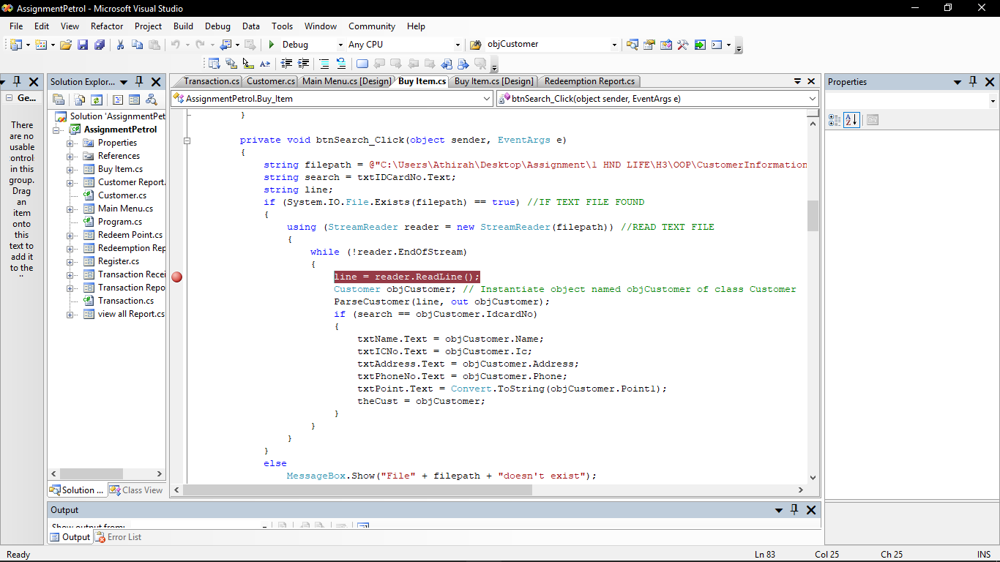 AssignmentPetrol - Microsoft Visual Studio
File Edit View Refactor Project Build Debug Data Tools Window Community Help
Debug Any CPU objCustomer
Ge...
There
are no
usable
controls
in this
group.
Drag
an
item
onto
this
text to
add it
to the
Solution Explor...
Solution 'AssignmentPet
AssignmentPetrol
Properties
References
Buy Item.cs
Customer Report.
Customer.cs
Main Menu.cs
Program.cs
Redeem Point.cs
Redemption Rep
Register.cs
Transaction Recei
Transaction Repo
Transaction.cs
view all Report.cs
Solution ... Class View
Transaction.cs Customer.cs Main Menu.cs [Design] Buy Item.cs Buy Item.cs [Design] Redeemption Report.cs
AssignmentPetrol.Buy_Item btnSearch_Click(object sender, EventArgs e)
}
private void btnSearch_Click(object sender, EventArgs e)
{
string filepath = @"C:\Users\Athirah\Desktop\Assignment\1 HND LIFE\H3\OOP\CustomerInformation
string search = txtIDCardNo.Text;
string line;
if (System.IO.File.Exists(filepath) == true) //IF TEXT FILE FOUND
{
using (StreamReader reader = new StreamReader(filepath)) //READ TEXT FILE
{
while (!reader.EndOfStream)
{
line = reader.ReadLine();
Customer objCustomer; // Instantiate object named objCustomer of class Customer
ParseCustomer(line, out objCustomer);
if (search == objCustomer.IdcardNo)
{
txtName.Text = objCustomer.Name;
txtICNo.Text = objCustomer.Ic;
txtAddress.Text = objCustomer.Address;
txtPhoneNo.Text = objCustomer.Phone;
txtPoint.Text = Convert.ToString(objCustomer.Point1);
theCust = objCustomer;
}
}
}
}
else
MessageBox.Show("File" + filepath + "doesn't exist");
Properties
Output
Show output from:
Output Error List
Ready Ln 83 Col 25 Ch 25 INS